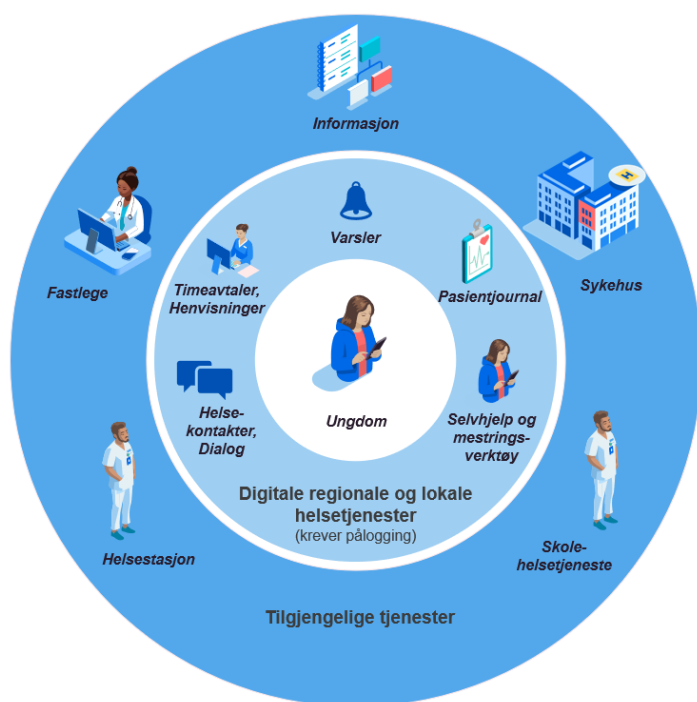 Informasjon
Fastlege
Sykehus
Varsler
Timeavtaler,
Henvisninger
Pasientjournal
Helse-
kontakter,
Dialog
Ungdom
Selvhjelp og
mestrings-
verktøy
Digitale regionale og lokale
helsetjenester
(krever pålogging)
Helsestasjon
Skole-
helsetjeneste
Tilgjengelige tjenester
H